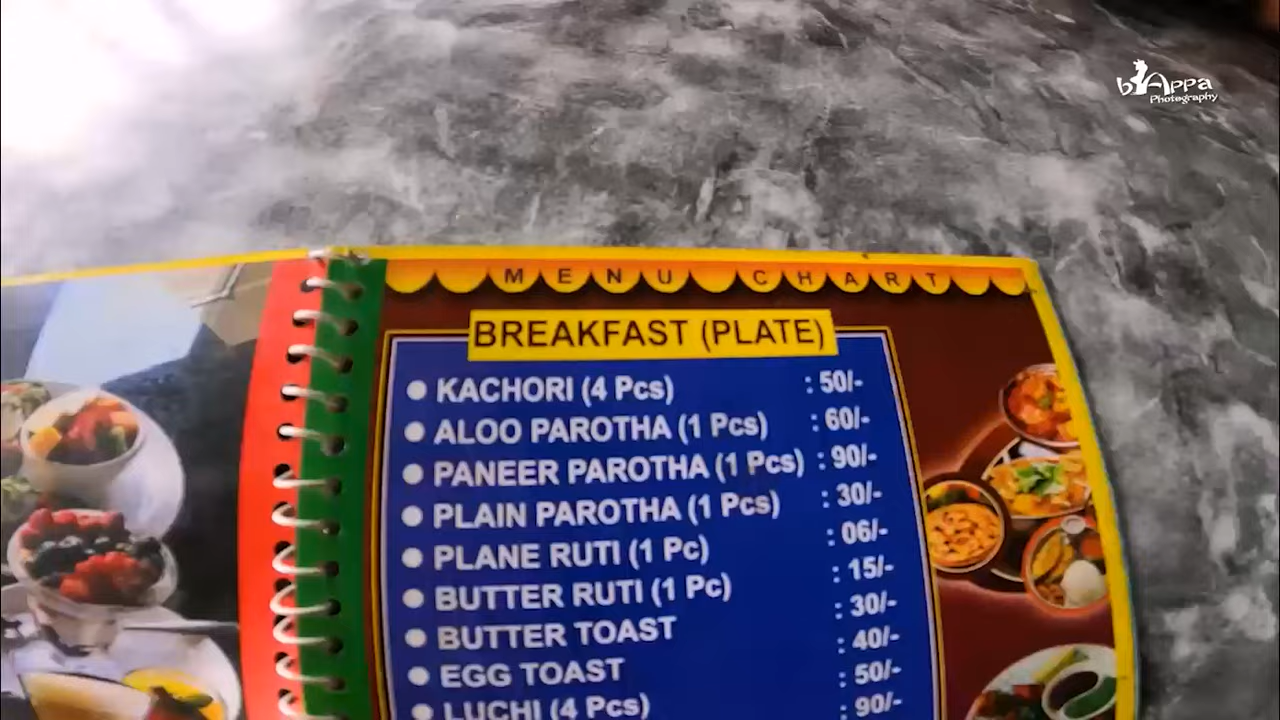 bAppa
Photography
MENU CHART
BREAKFAST (PLATE)
● KACHORI (4 Pcs) : 50/-
● ALOO PAROTHA (1 Pcs) : 60/-
● PANEER PAROTHA (1 Pcs) : 90/-
● PLAIN PAROTHA (1 Pcs) : 30/-
● PLANE RUTI (1 Pc) : 06/-
● BUTTER RUTI (1 Pc) : 15/-
● BUTTER TOAST : 30/-
● EGG TOAST : 40/-
● LUCHI (4 Pcs) : 50/-
: 90/-